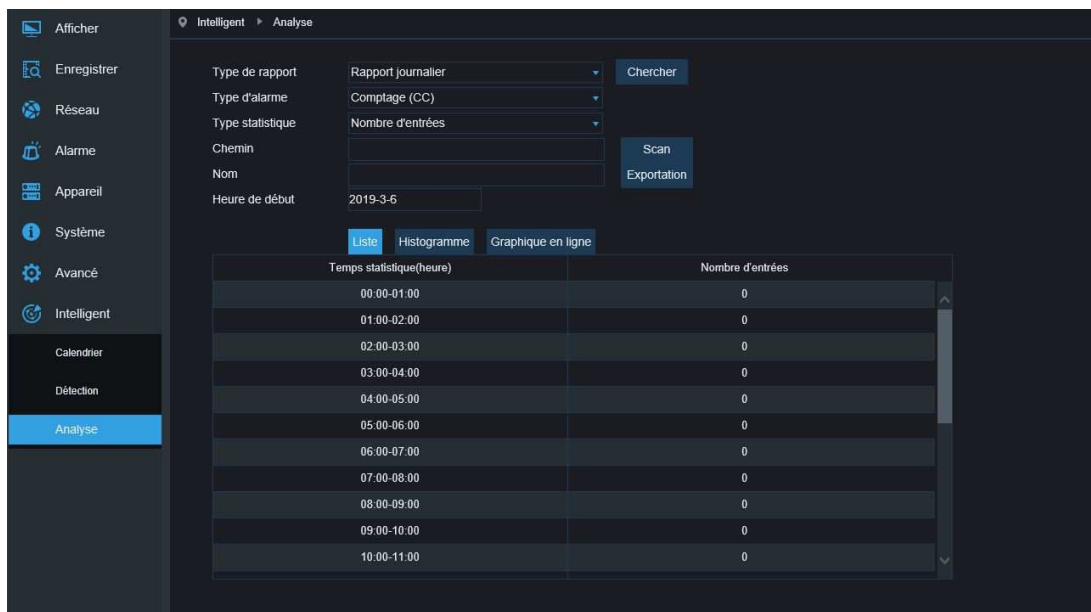 Afficher
Enregistrer
Réseau
Alarme
Appareil
Système
Avancé
Intelligent
Calendrier
Détection
Analyse
Intelligent Analyse
Type de rapport Rapport journalier Chercher
Type d'alarme Comptage (CC)
Type statistique Nombre d'entrées
Chemin Scan
Nom Exportation
Heure de début 2019-3-6
Liste Histogramme Graphique en ligne
Temps statistique(heure) Nombre d'entrées
00:00-01:00 0
01:00-02:00 0
02:00-03:00 0
03:00-04:00 0
04:00-05:00 0
05:00-06:00 0
06:00-07:00 0
07:00-08:00 0
08:00-09:00 0
09:00-10:00 0
10:00-11:00 0